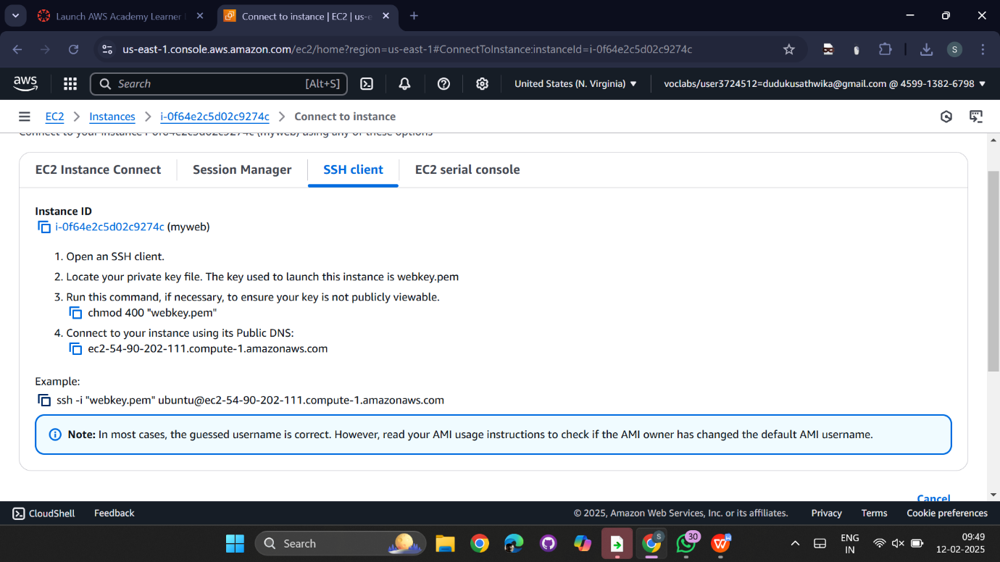 Launch AWS Academy Learner
Connect to instance | EC2 | us-e
us-east-1.console.aws.amazon.com/ec2/home?region=us-east-1#ConnectToInstance:instanceId=i-0f64e2c5d02c9274c
S
aws
Search
[Alt+S]
United States (N. Virginia)
voclabs/user3724512=dudukusathwika@gmail.com @ 4599-1382-6798
EC2 > Instances > i-0f64e2c5d02c9274c > Connect to instance
Connect to your instance i-0f64e2c5d02c9274c (myweb) using any of these options
EC2 Instance Connect
Session Manager
SSH client
EC2 serial console
Instance ID
i-0f64e2c5d02c9274c (myweb)
1. Open an SSH client.
2. Locate your private key file. The key used to launch this instance is webkey.pem
3. Run this command, if necessary, to ensure your key is not publicly viewable.
chmod 400 "webkey.pem"
4. Connect to your instance using its Public DNS:
ec2-54-90-202-111.compute-1.amazonaws.com
Example:
ssh -i "webkey.pem" ubuntu@ec2-54-90-202-111.compute-1.amazonaws.com
Note: In most cases, the guessed username is correct. However, read your AMI usage instructions to check if the AMI owner has changed the default AMI username.
Cancel
CloudShell
Feedback
© 2025, Amazon Web Services, Inc. or its affiliates.
Privacy
Terms
Cookie preferences
Search
S
30
W
ENG
IN
09:49
12-02-2025